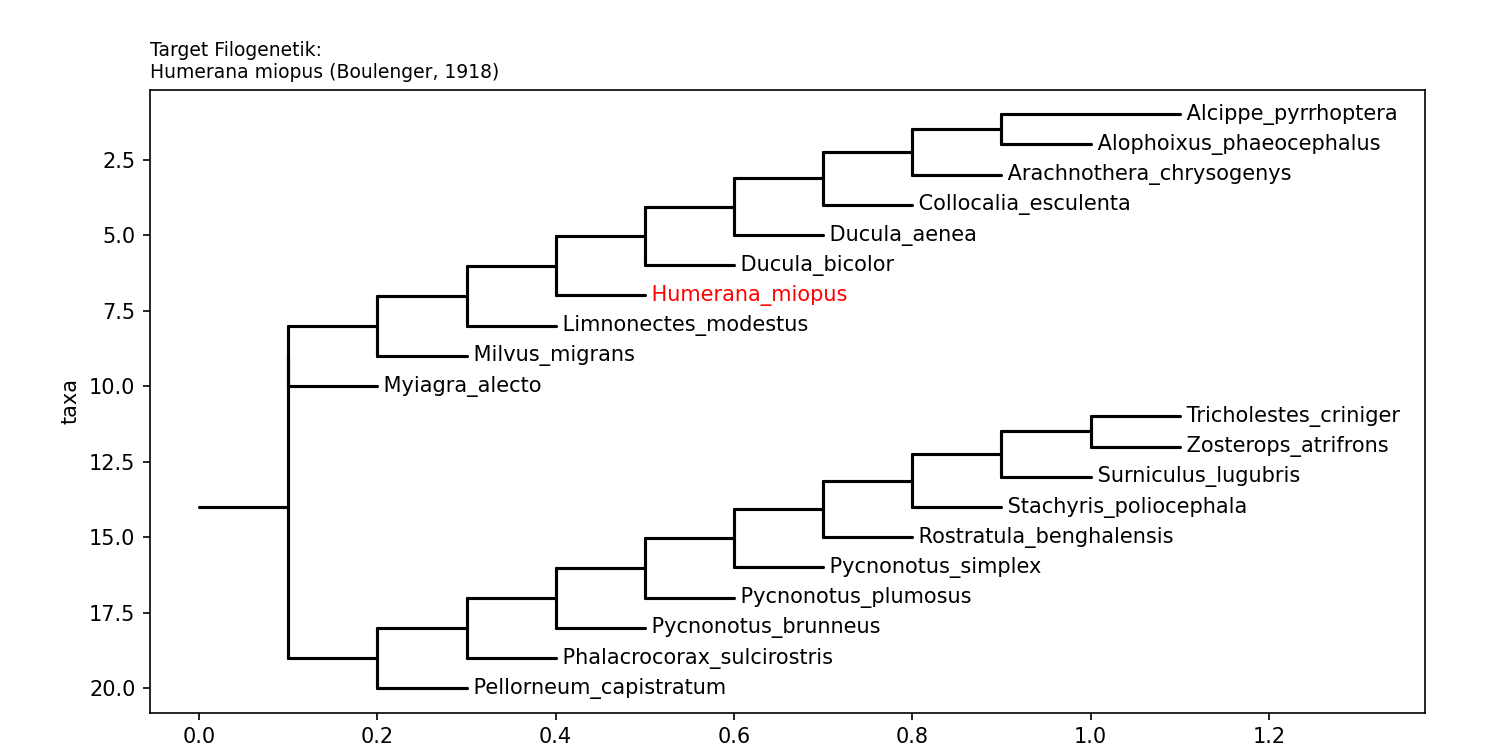 Target Filogenetik:
Humerana miopus (Boulenger, 1918)
Alcippe_pyrrhoptera
Alophoixus_phaeocephalus
2.5
Arachnothera_chrysogenys
Collocalia_esculenta
5.0
Ducula_aenea
Ducula_bicolor
Humerana_miopus
7.5
Limnonectes_modestus
Milvus_migrans
10.0
Myiagra_alecto
taxa
Tricholestes_criniger
Zosterops_atrifrons
12.5
Surniculus_lugubris
Stachyris_poliocephala
15.0
Rostratula_benghalensis
Pycnonotus_simplex
Pycnonotus_plumosus
17.5
Pycnonotus_brunneus
Phalacrocorax_sulcirostris
20.0
Pellorneum_capistratum
0.0 0.2 0.4 0.6 0.8 1.0 1.2